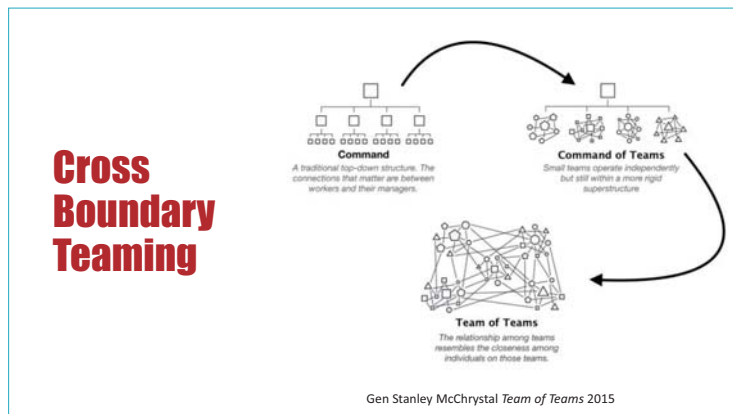 Cross
Boundary
Teaming
Command
A traditional top-down structure. The
connections that matter are between
workers and their managers.
Command of Teams
Small teams operate independently
but still within a more rigid
superstructure
Team of Teams
The relationship among teams
resembles the closeness among
individuals on those teams.
Gen Stanley McChrystal Team of Teams 2015